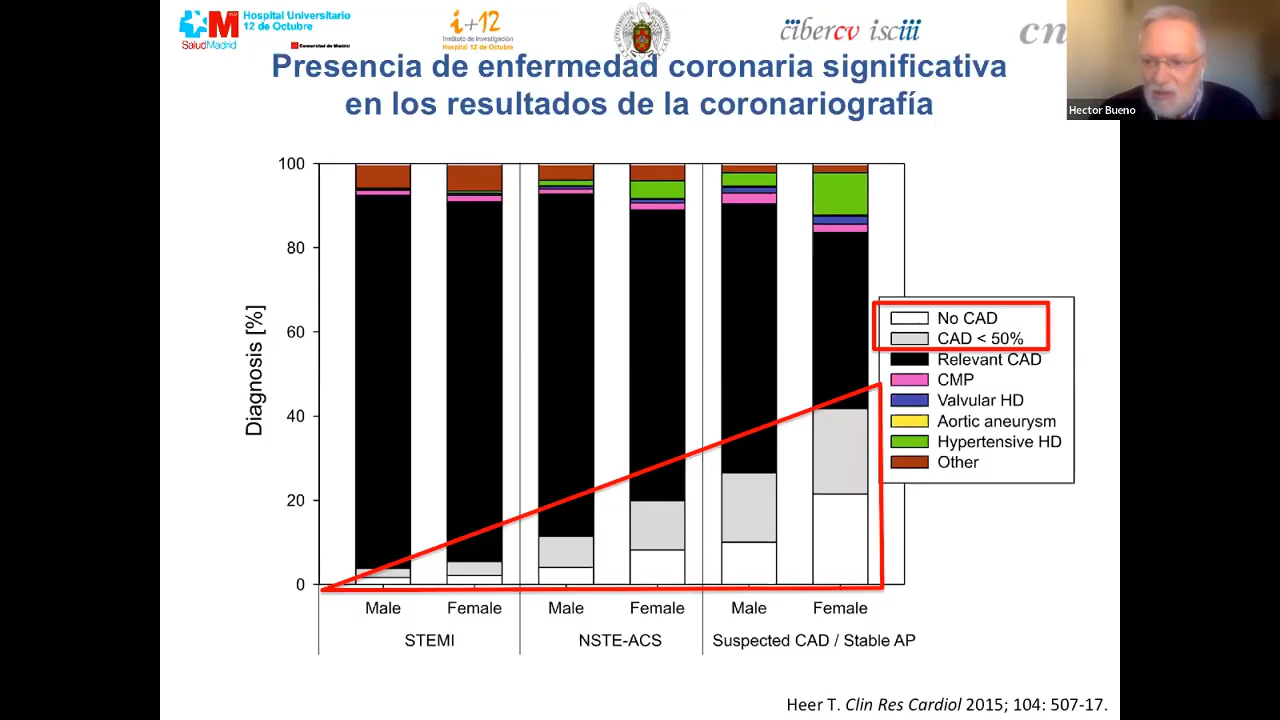 SaludMadrid
Hospital Universitario
12 de Octubre
Comunidad de Madrid
i+12
Instituto de Investigación
Hospital 12 de Octubre
cibercv isciii
cn
Hector Bueno
Presencia de enfermedad coronaria significativa
en los resultados de la coronariografía
Diagnosis [%]
100
80
60
40
20
0
No CAD
CAD < 50%
Relevant CAD
CMP
Valvular HD
Aortic aneurysm
Hypertensive HD
Other
Male Female Male Female Male Female
STEMI NSTE-ACS Suspected CAD / Stable AP
Heer T. Clin Res Cardiol 2015; 104: 507-17.